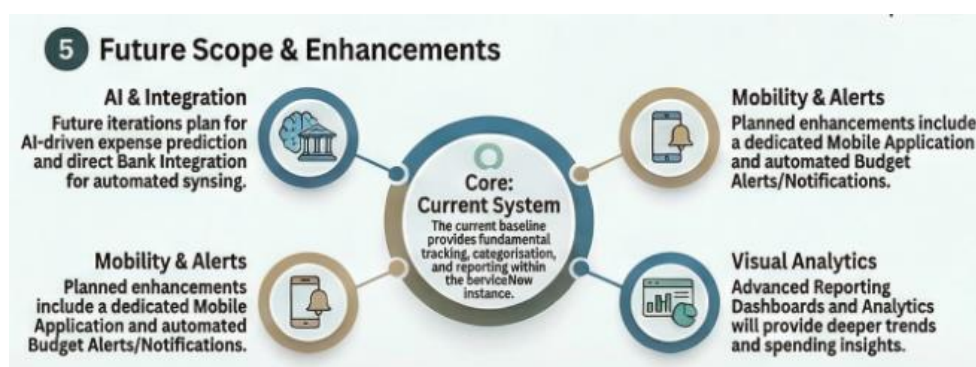 5 Future Scope & Enhancements
AI & Integration
Future iterations plan for
AI-driven expense prediction
and direct Bank Integration
for automated synsing.
Mobility & Alerts
Planned enhancements include
a dedicated Mobile Application
and automated Budget
Alerts/Notifications.
Core:
Current System
The current baseline
provides fundamental
tracking, categorisation,
and reporting within
the berviceNow
instance.
Mobility & Alerts
Planned enhancements
include a dedicated Mobile
Application and automated
Budget Alerts/Notifications.
Visual Analytics
Advanced Reporting
Dashboards and Analytics
will provide deeper trends
and spending insights.